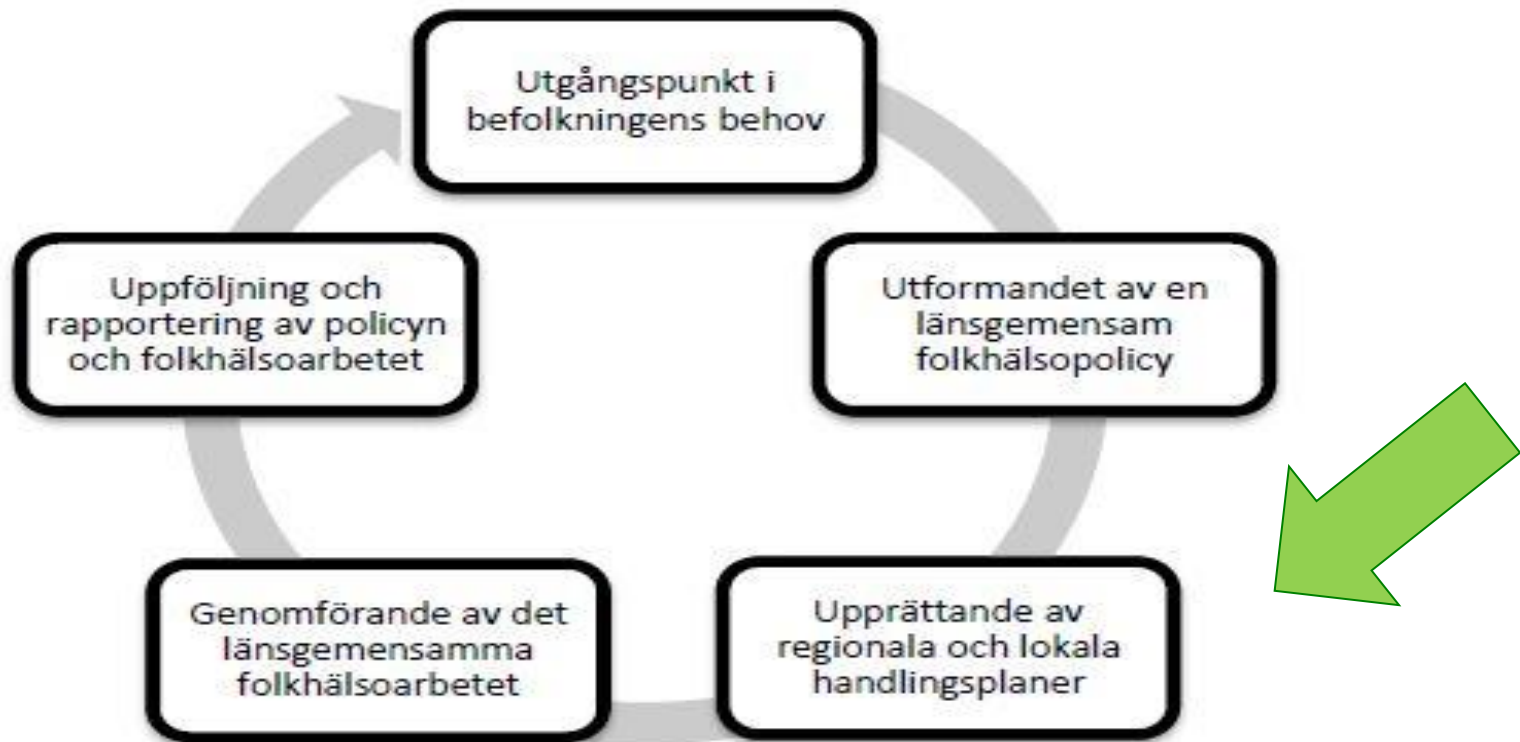 Utgångspunkt i
befolkningens behov
Utformandet av en
länsgemensam
folkhälsopolicy
Upprättande av
regionala och lokala
handlingsplaner
Genomförande av det
länsgemensamma
folkhälsoarbetet
Uppföljning och
rapportering av policyn
och folkhälsoarbetet